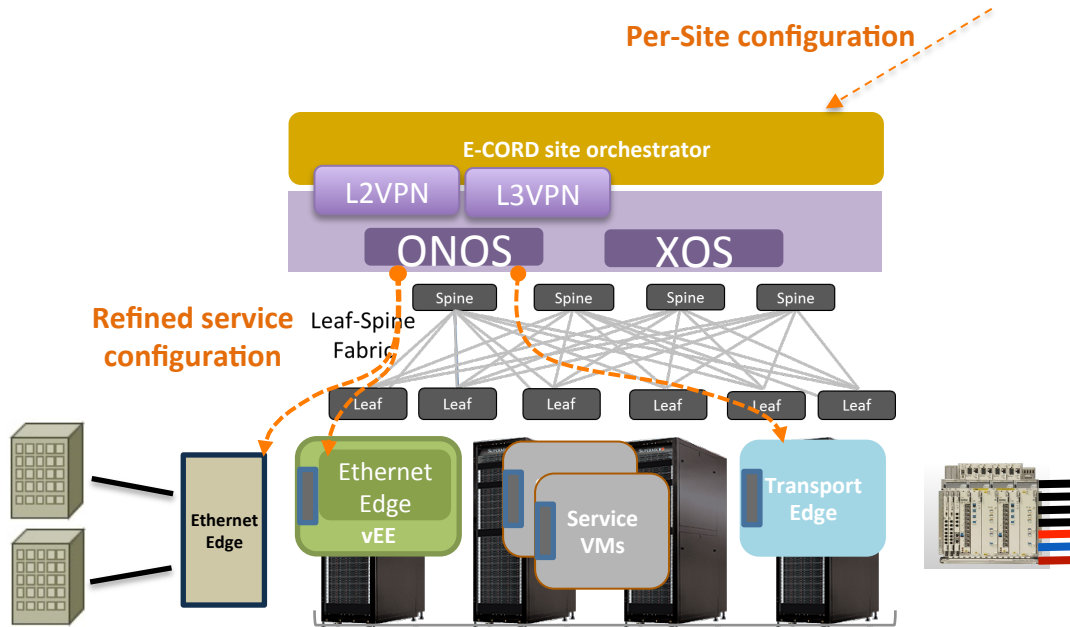 Per-Site configuration
E-CORD site orchestrator
L2VPN
L3VPN
ONOS
XOS
Spine
Spine
Spine
Spine
Refined service
configuration
Leaf-Spine
Fabric
Leaf
Leaf
Leaf
Leaf
Leaf
Leaf
Ethernet
Edge
Ethernet
Edge
vEE
Service
VMs
Transport
Edge